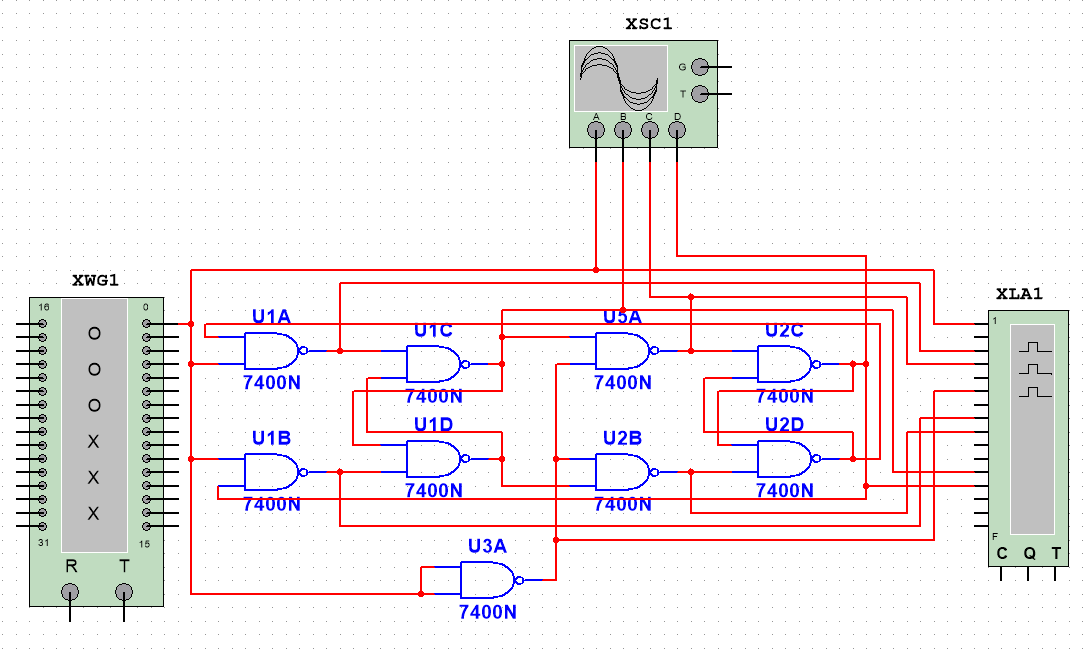 XSC1
G
T
A B C D
XWG1
XLA1
16 0
1
O
O
O
X
X
X
31 15
R T
U1A
7400N
U1C
7400N
U5A
7400N
U2C
7400N
U1B
7400N
U1D
7400N
U2B
7400N
U2D
7400N
U3A
7400N
F
C Q T